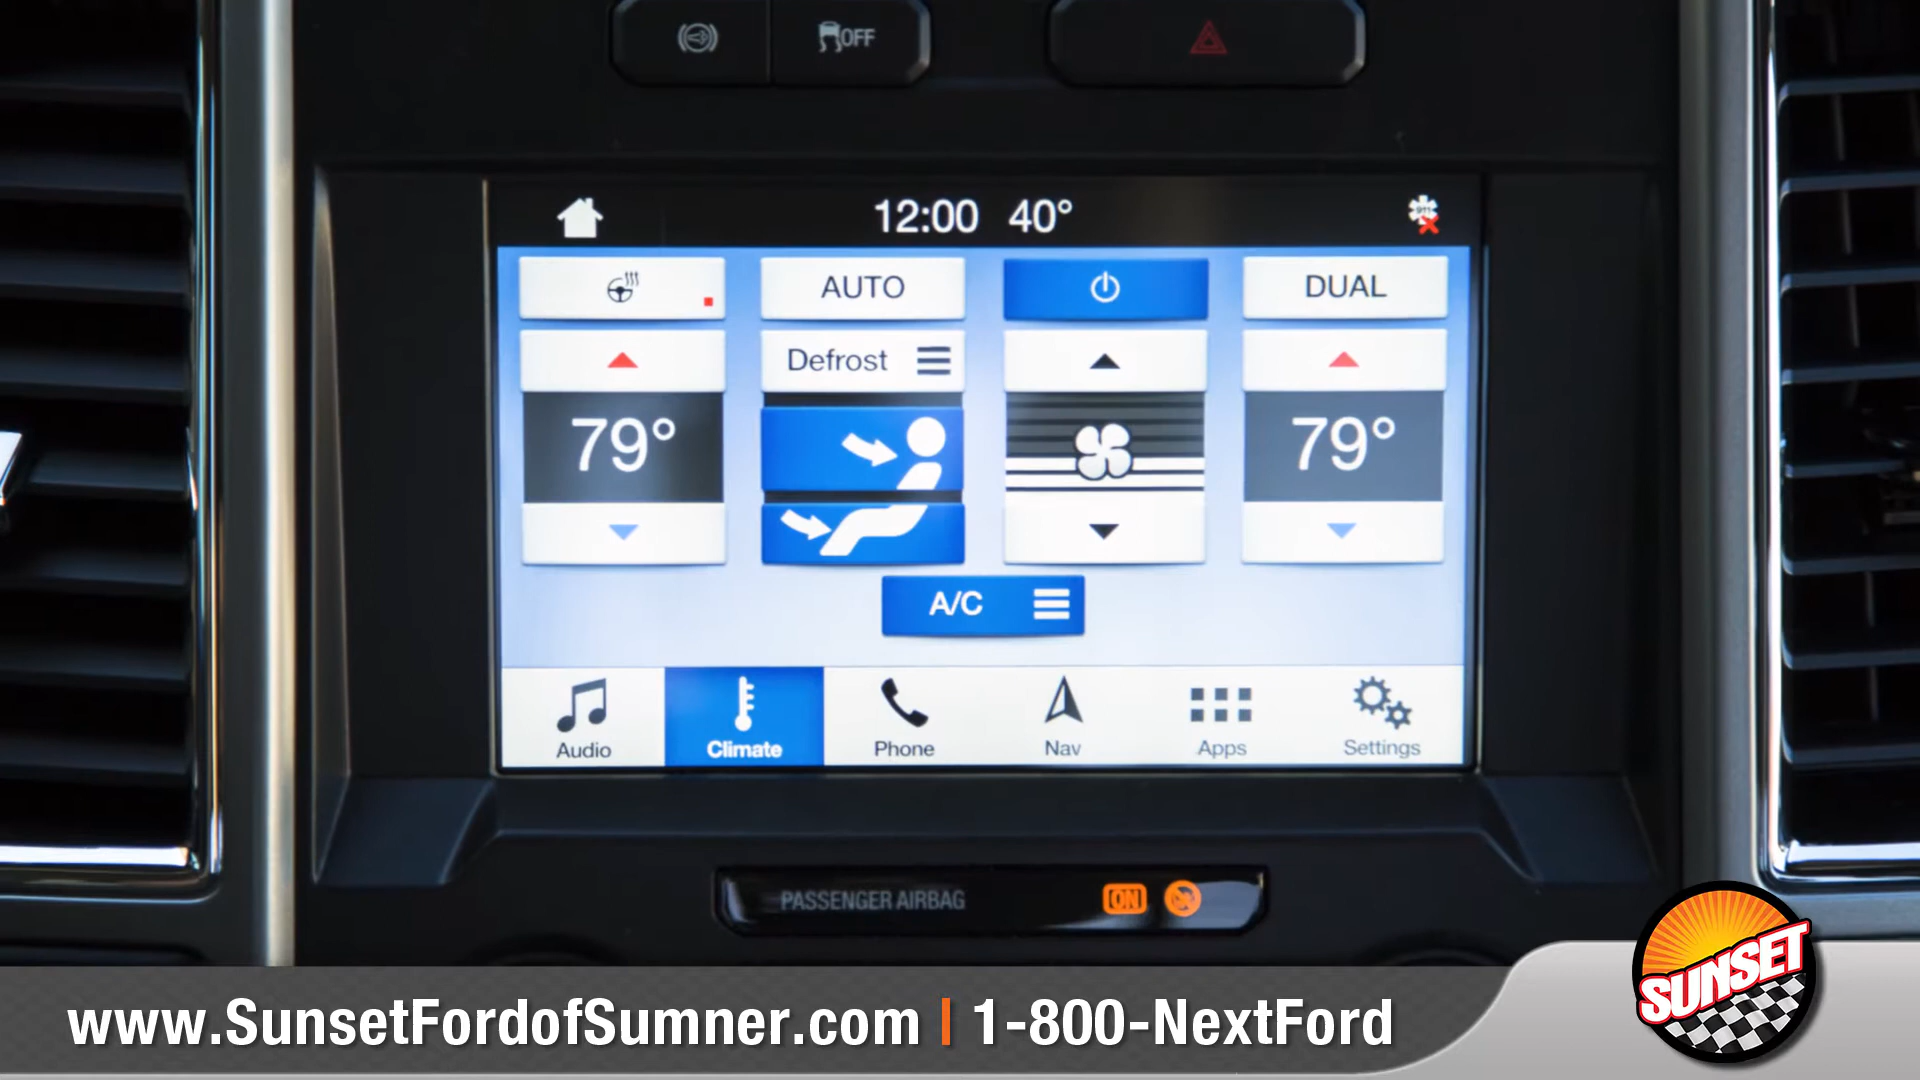 OFF
12:00 40°
911
AUTO
DUAL
Defrost
79°
79°
A/C
Audio
Climate
Phone
Nav
Apps
Settings
PASSENGER AIRBAG ON
www.SunsetFordofSumner.com | 1-800-NextFord
SUNSET